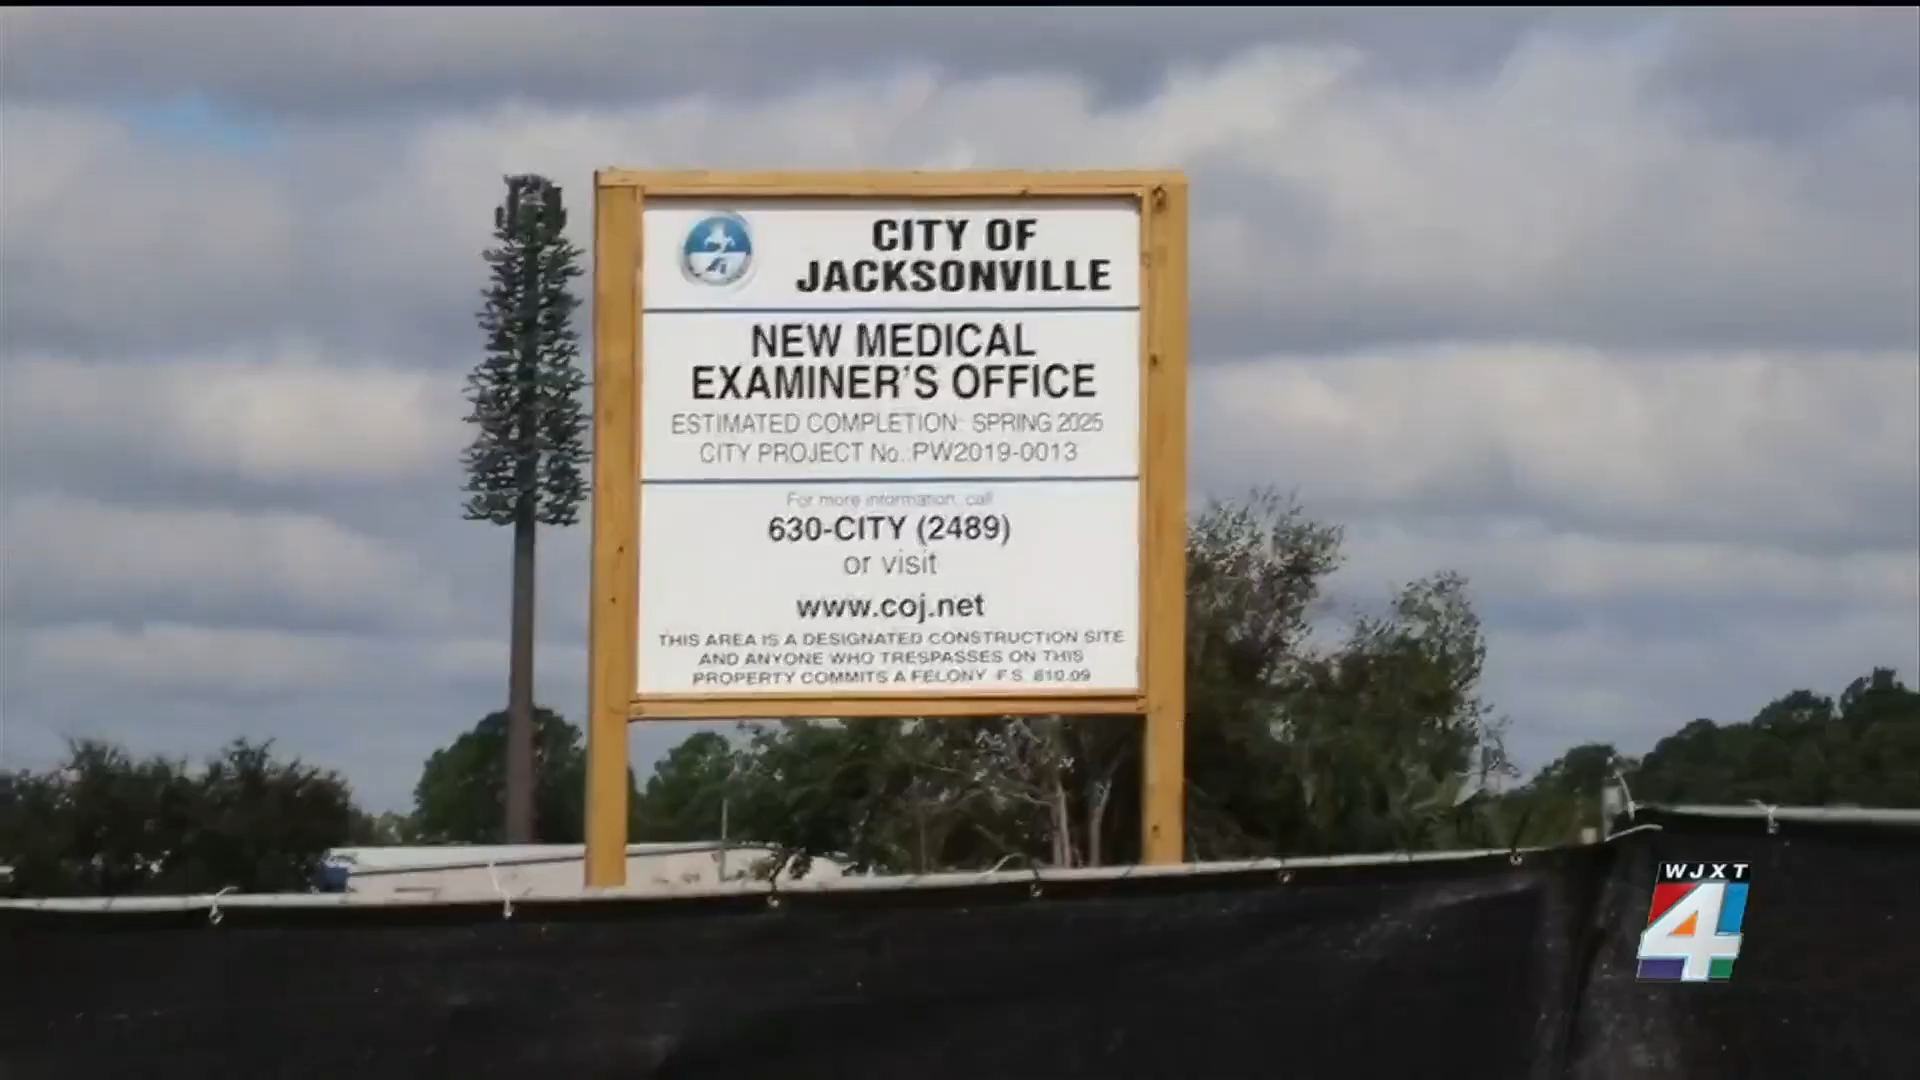 CITY OF
JACKSONVILLE
NEW MEDICAL
EXAMINER'S OFFICE
ESTIMATED COMPLETION: SPRING 2025
CITY PROJECT No.:PW2019-0013
For more information, call
630-CITY (2489)
or visit
www.coj.net
THIS AREA IS A DESIGNATED CONSTRUCTION SITE
AND ANYONE WHO TRESPASSES ON THIS
PROPERTY COMMITS A FELONY F.S. 810.09
WJXT
4